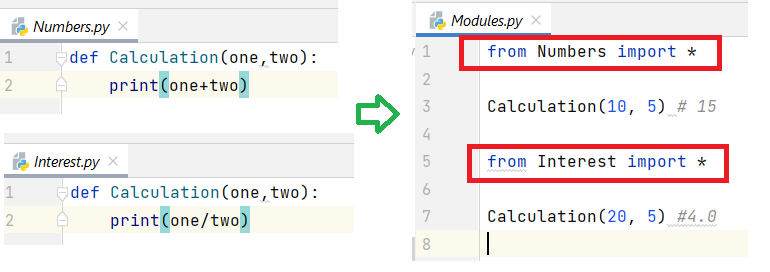 Numbers.py ×
1 def Calculation(one,two):
2 print(one+two)
Interest.py ×
1 def Calculation(one,two):
2 print(one/two)
Modules.py ×
1 from Numbers import *
2
3 Calculation(10, 5) # 15
4
5 from Interest import *
6
7 Calculation(20, 5) #4.0
8